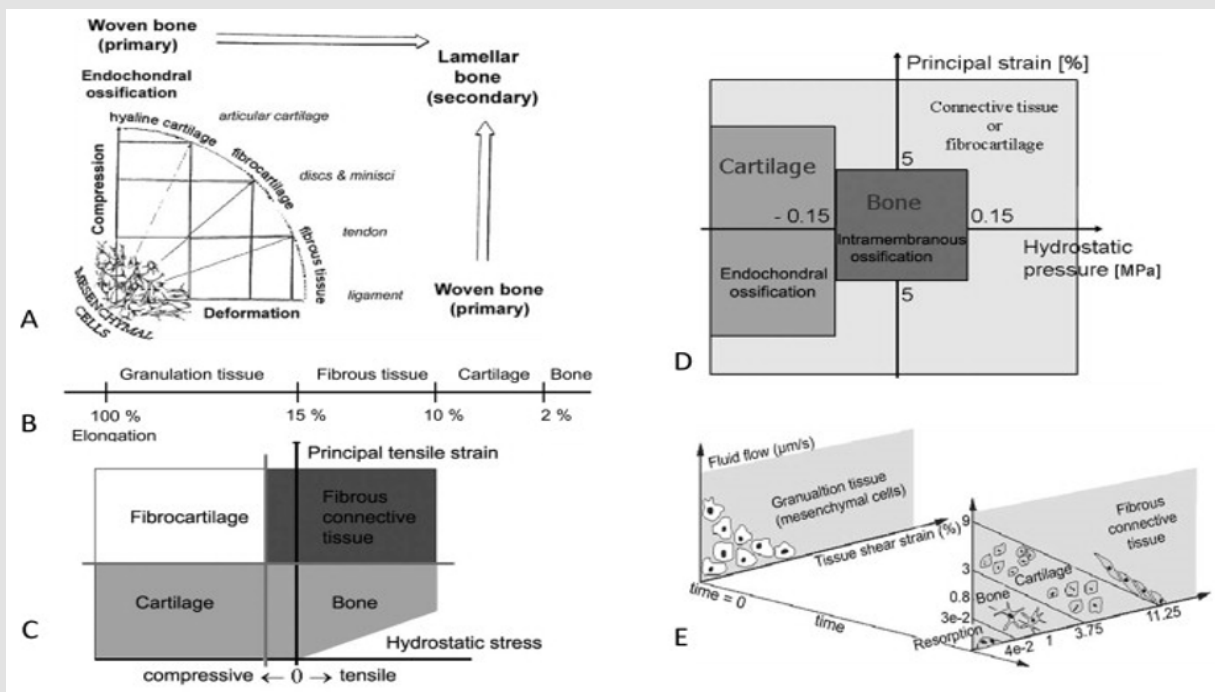 Woven bone
(primary)
Lamellar
bone
(secondary)
Endochondral
ossification
hyaline cartilage
articular cartilage
fibrocartilage
discs & minisci
fibrous tissue
tendon
ligament
Compression
MESENCHYMAL
CELLS
Deformation
Woven bone
(primary)
A
Granulation tissue
Fibrous tissue
Cartilage
Bone
100 %
15 %
10 %
2 %
Elongation
B
Principal tensile strain
Fibrocartilage
Fibrous
connective
tissue
Cartilage
Bone
Hydrostatic stress
compressive ← 0 → tensile
C
Principal strain [%]
Connective tissue
or
fibrocartilage
Cartilage
5
Bone
- 0.15
0.15
Intramembranous
ossification
Hydrostatic
pressure [MPa]
Endochondral
ossification
5
D
Fluid flow (µm/s)
Granualtion tissue
(mesenchymal cells)
Tissue shear strain (%)
time = 0
time
Fibrous
connective
tissue
9
3
Cartilage
0.8
Bone
3e-2
Resorption
4e-2
1
3.75
11.25
E